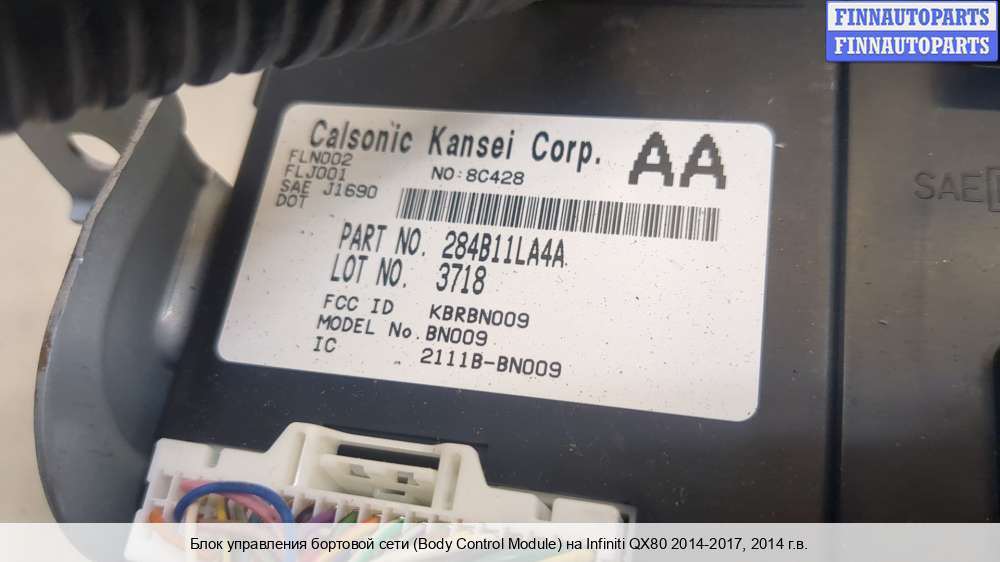 FINNAUTOPARTS
FINNAUTOPARTS
Calsonic Kansei Corp. AA
FLN002
FLJ001
SAE J1690
DOT
NO:8C428
PART NO. 284B11LA4A
LOT NO. 3718
FCC ID KBRBN009
MODEL No. BN009
IC 2111B-BN009
SAE
Блок управления бортовой сети (Body Control Module) на Infiniti QX80 2014-2017, 2014 г.в.